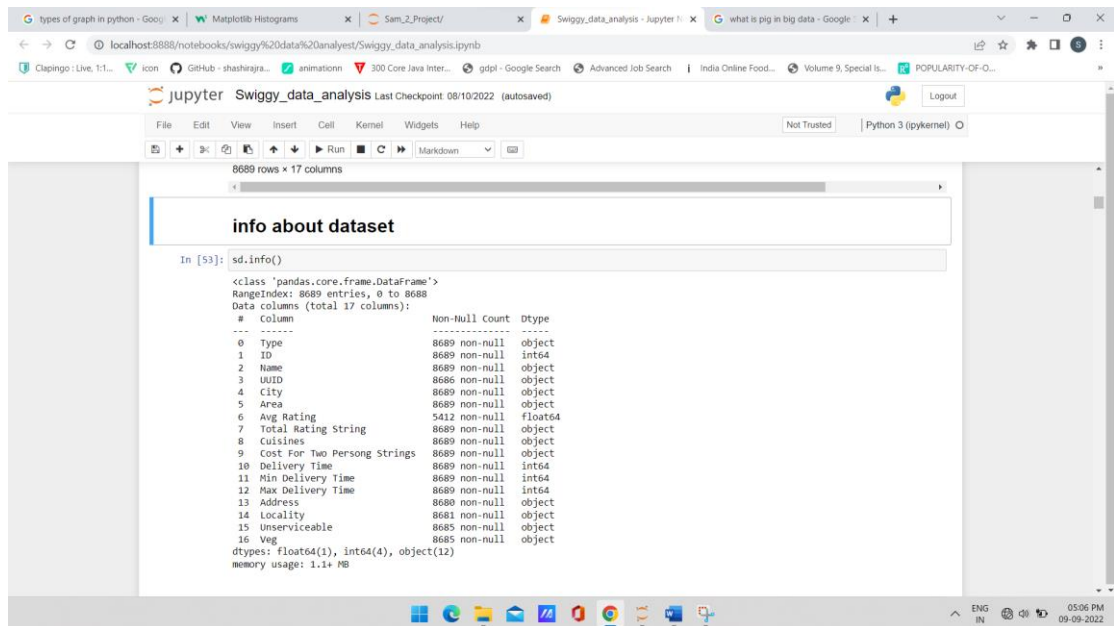 types of graph in python - Goog
Matplotlib Histograms
Sam_2_Project/
Swiggy_data_analysis - Jupyter N
what is pig in big data - Google
localhost:8888/notebooks/swiggy%20data%20analyest/Swiggy_data_analysis.ipynb
Clapingo : Live, 1:1... icon GitHub - shashirajra... animationn 300 Core Java Inter... gdpl - Google Search Advanced Job Search India Online Food... Volume 9, Special Is... POPULARITY-OF-O...
jupyter Swiggy_data_analysis Last Checkpoint: 08/10/2022 (autosaved) Logout
File Edit View Insert Cell Kernel Widgets Help Not Trusted Python 3 (ipykernel)
Run Markdown
8689 rows × 17 columns
info about dataset
In [53]: sd.info()
<class 'pandas.core.frame.DataFrame'>
RangeIndex: 8689 entries, 0 to 8688
Data columns (total 17 columns):
# Column Non-Null Count Dtype
--- ------ -------------- -----
0 Type 8689 non-null object
1 ID 8689 non-null int64
2 Name 8689 non-null object
3 UUID 8686 non-null object
4 City 8689 non-null object
5 Area 8689 non-null object
6 Avg Rating 5412 non-null float64
7 Total Rating String 8689 non-null object
8 Cuisines 8689 non-null object
9 Cost For Two Persong Strings 8689 non-null object
10 Delivery Time 8689 non-null int64
11 Min Delivery Time 8689 non-null int64
12 Max Delivery Time 8689 non-null int64
13 Address 8680 non-null object
14 Locality 8681 non-null object
15 Unserviceable 8685 non-null object
16 Veg 8685 non-null object
dtypes: float64(1), int64(4), object(12)
memory usage: 1.1+ MB
ENG
IN
05:06 PM
09-09-2022